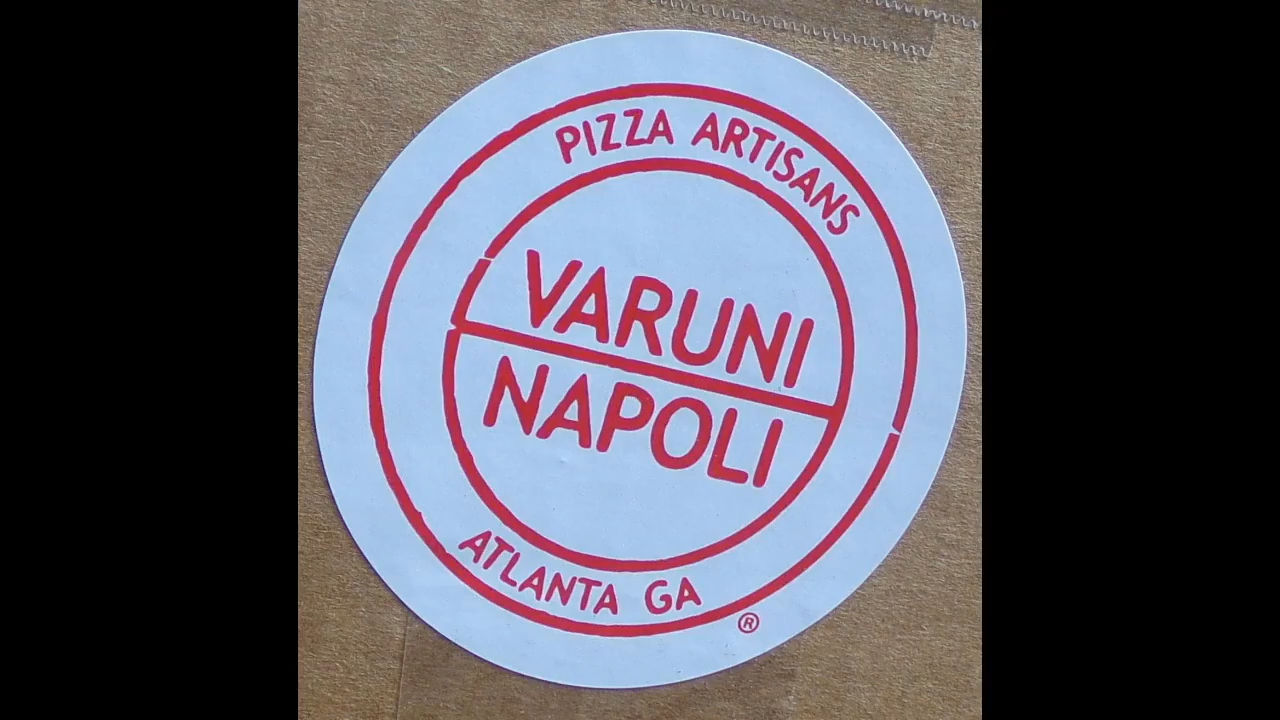 PIZZA ARTISANS
VARUNI
NAPOLI
ATLANTA GA
®